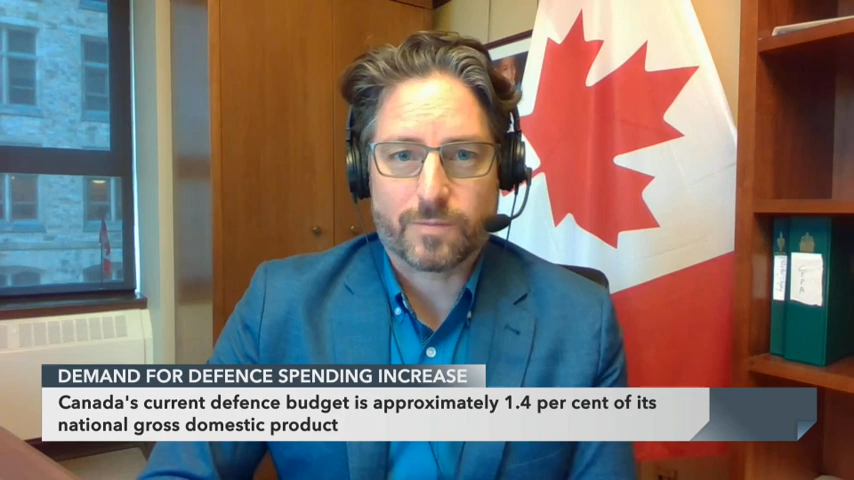 DEMAND FOR DEFENCE SPENDING INCREASE
Canada's current defence budget is approximately 1.4 per cent of its
national gross domestic product